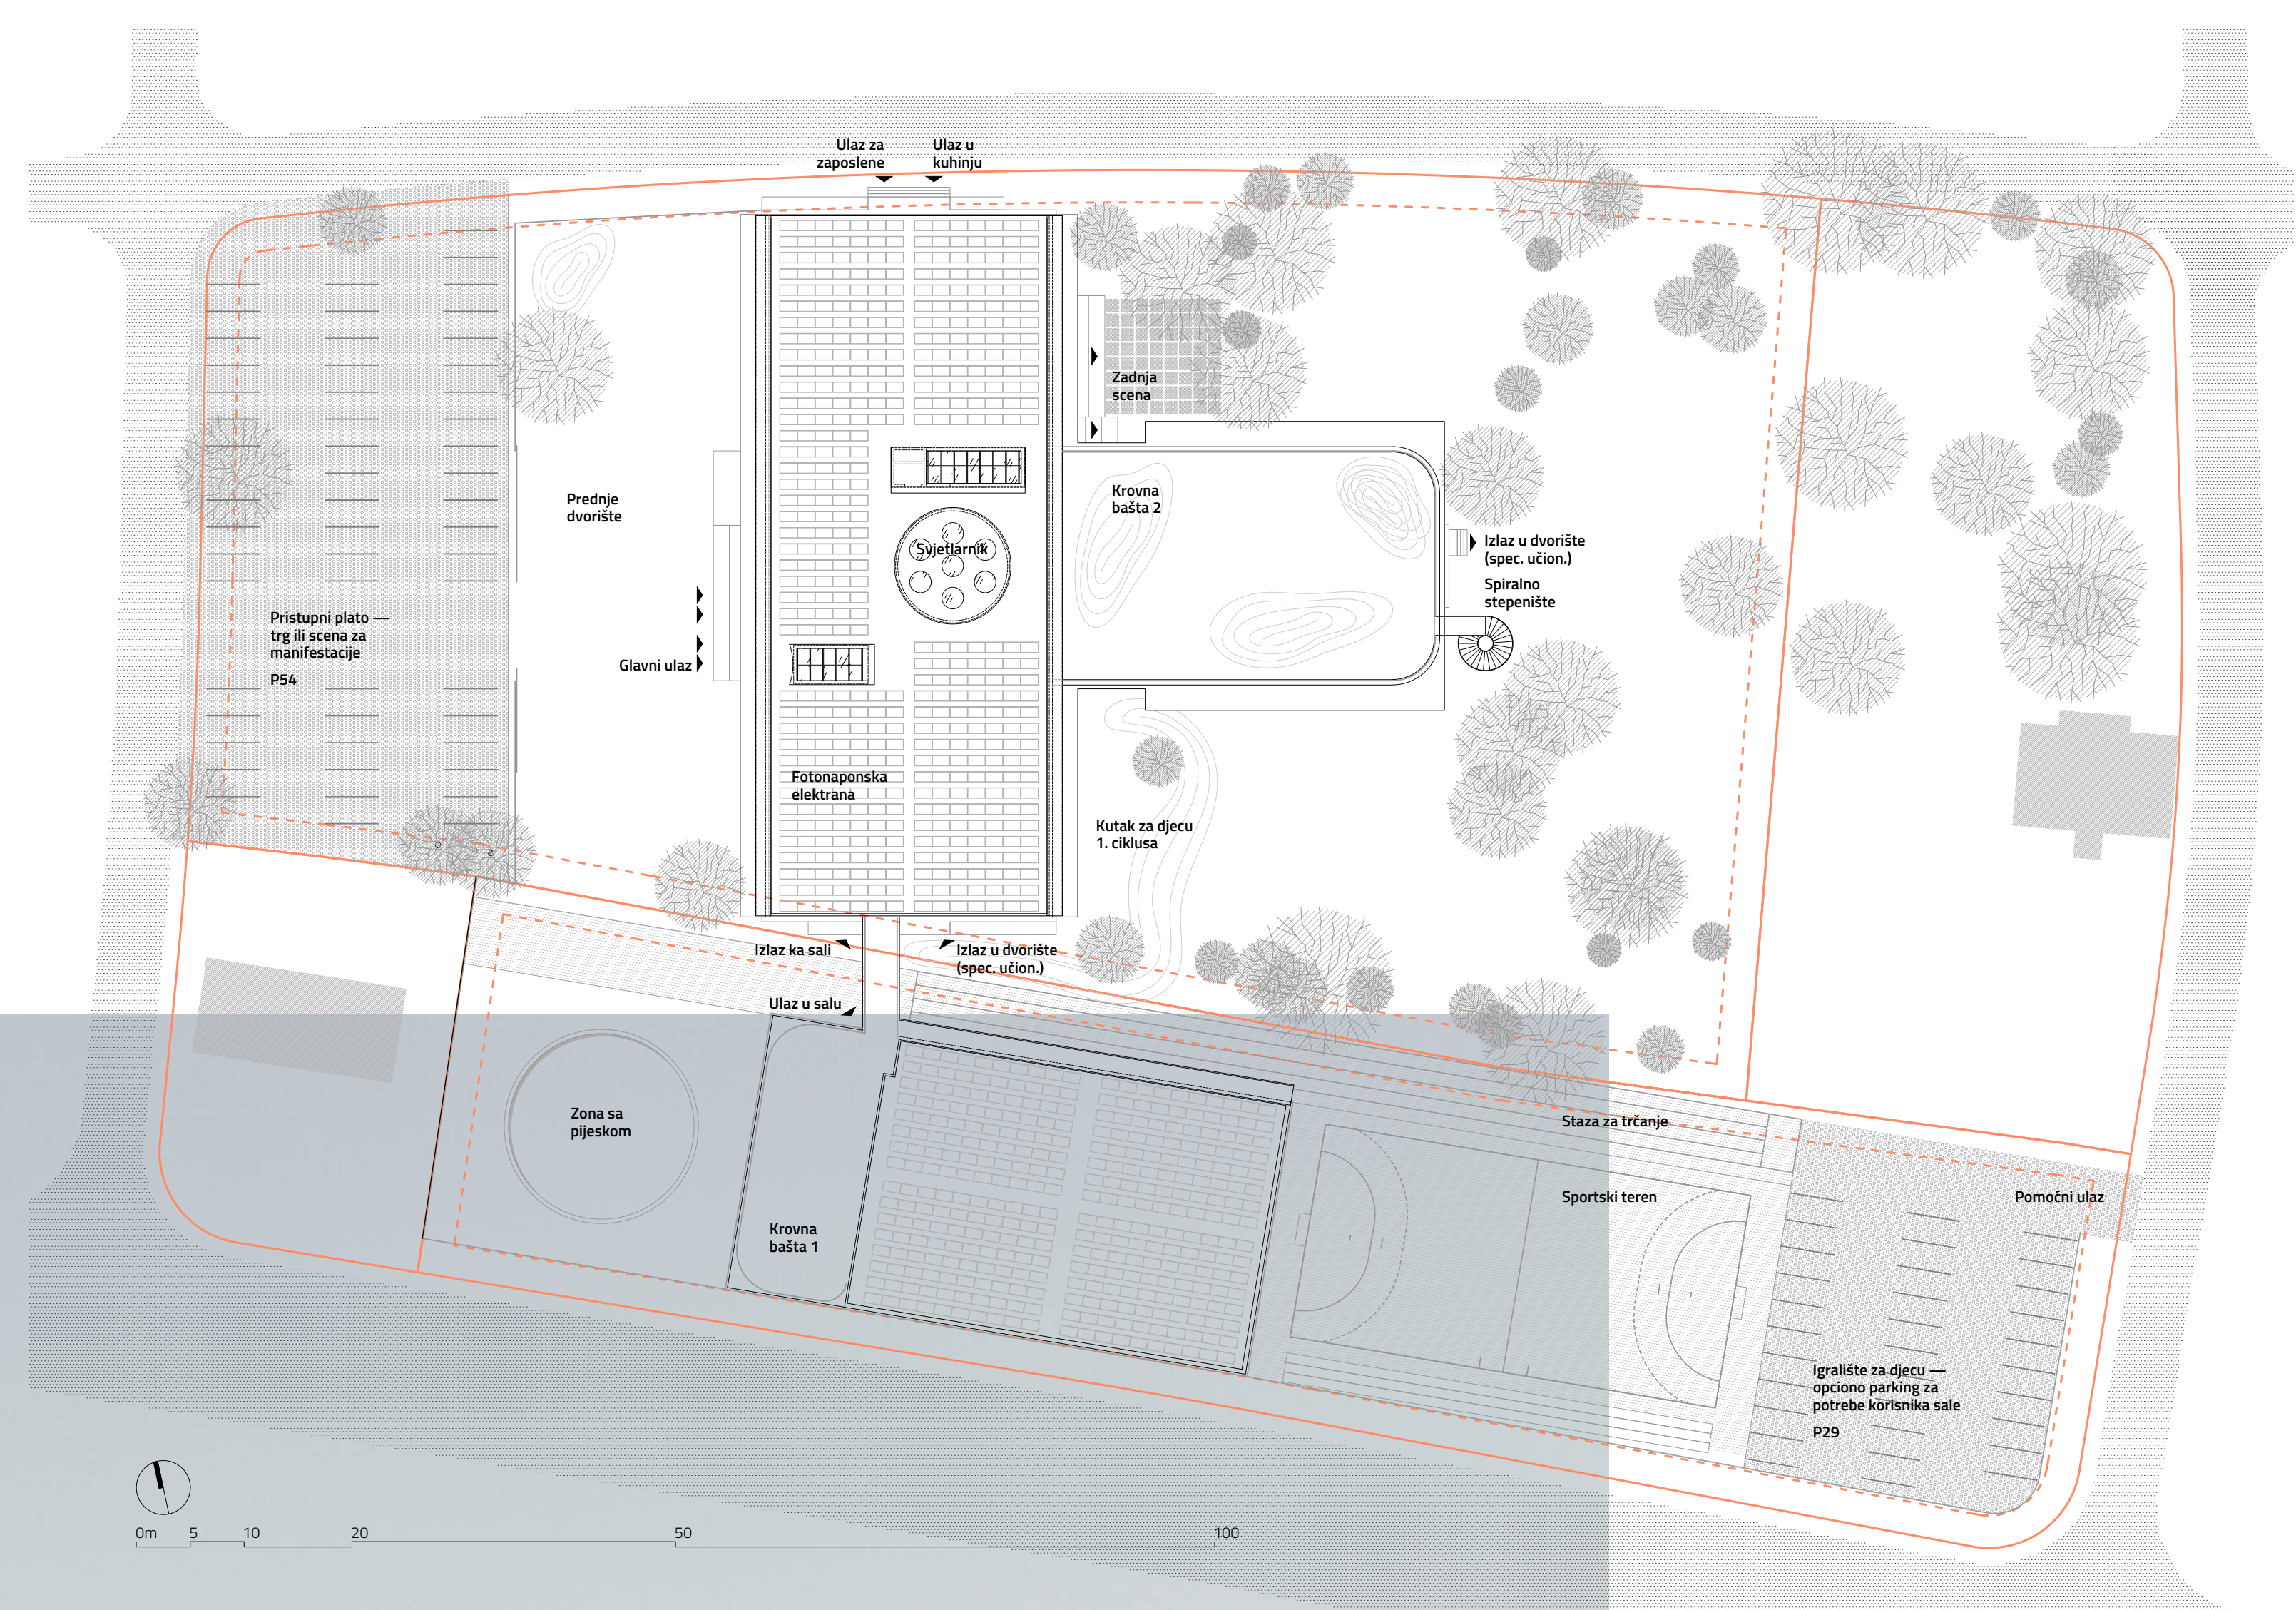 Ulaz za
zaposlene
Ulaz u
kuhinju
Zadnja
scena
Prednje
dvorište
Krovna
bašta 2
Svjetlarnik
Izlaz u dvorište
(spec. učion.)
Spiralno
stepenište
Pristupni plato —
trg ili scena za
manifestacije
P54
Glavni ulaz
Fotonaponska
elektrana
Kutak za djecu
1. ciklusa
Izlaz ka sali
Izlaz u dvorište
(spec. učion.)
Ulaz u salu
Zona sa
pijeskom
Staza za trčanje
Sportski teren
Pomoćni ulaz
Krovna
bašta 1
Igralište za djecu —
opciono parking za
potrebe korisnika sale
P29
0m 5 10 20 50 100